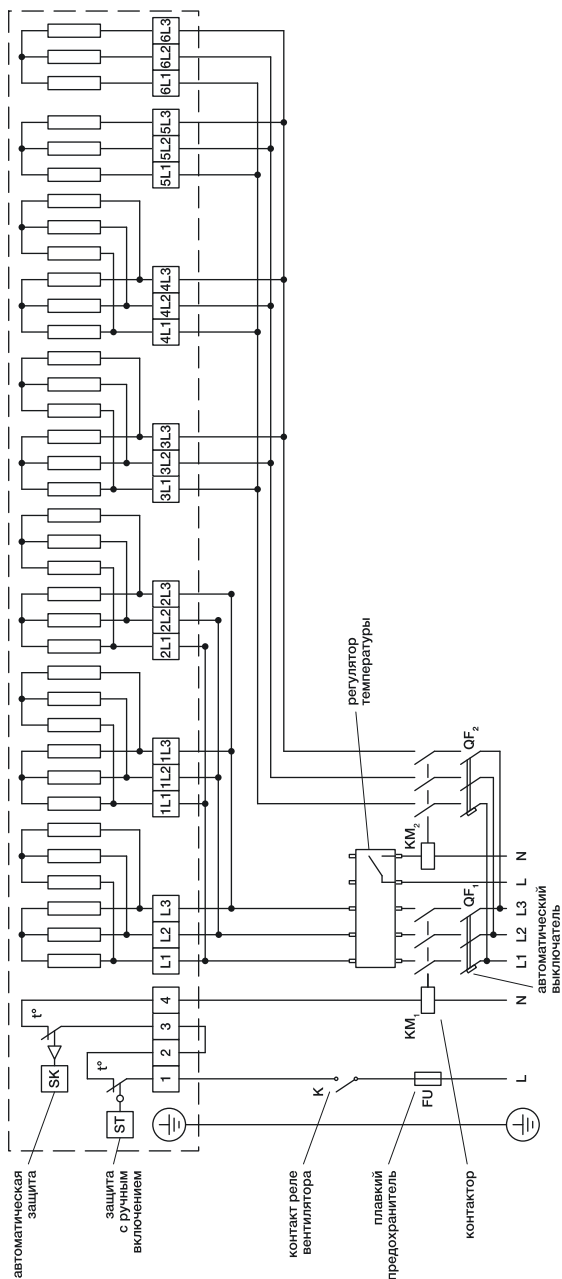 автоматическая
защита
SK
t°
защита
с ручным
включением
ST
t°
1
2
3
4
L1
L2
L3
1L1
1L2
1L3
2L1
2L2
2L3
3L1
3L2
3L3
4L1
4L2
4L3
5L1
5L2
5L3
6L1
6L2
6L3
контакт реле
вентилятора
K
регулятор
температуры
плавкий
предохранитель
FU
контактор
KM1
KM2
QF1
QF2
автоматический
выключатель
L
N
L1
L2
L3
L
N